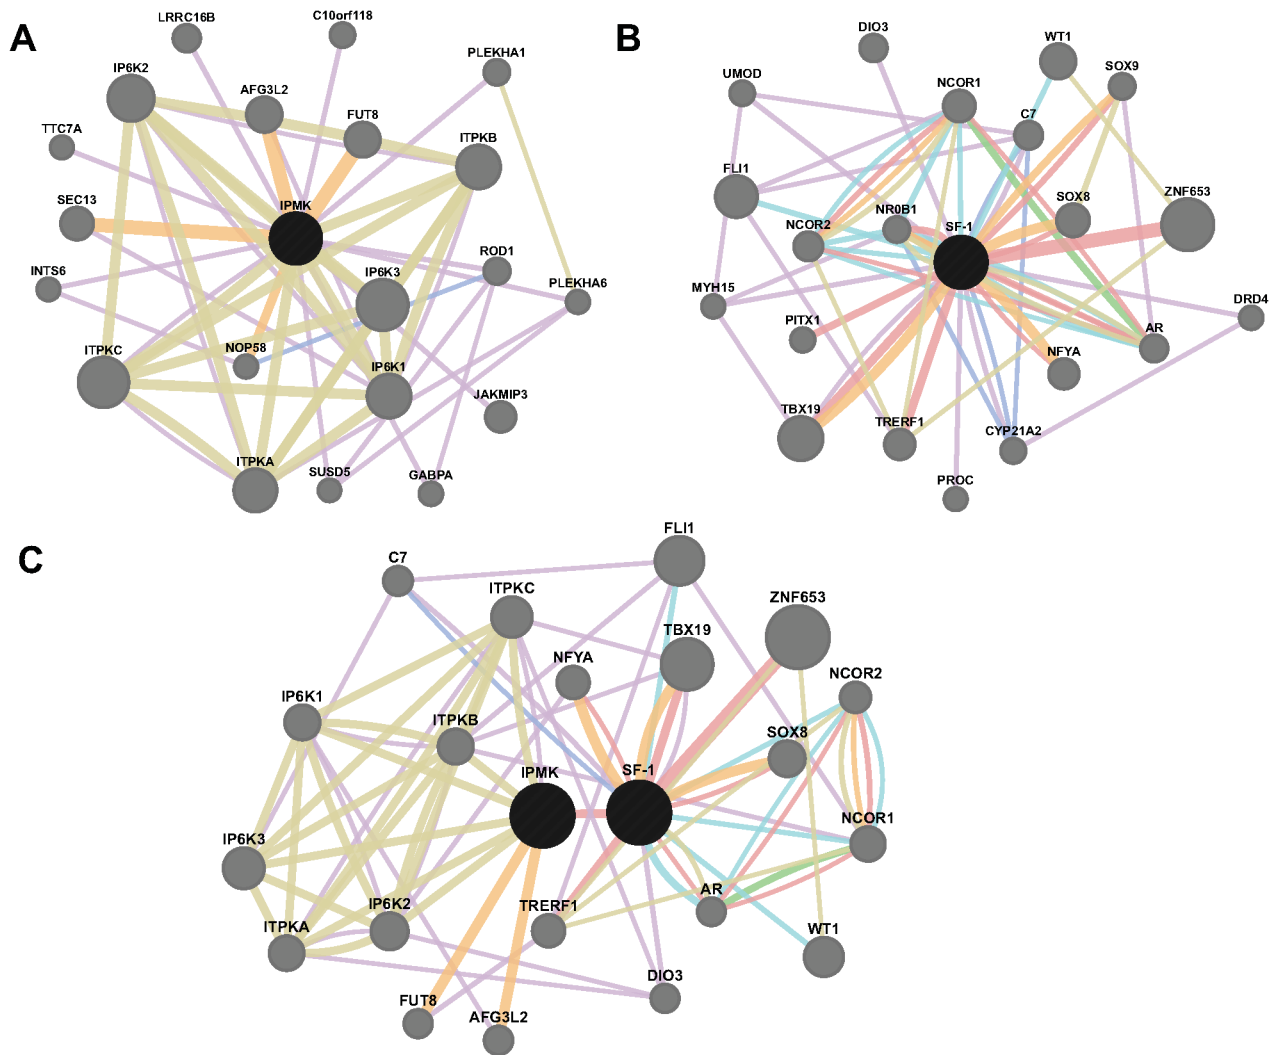 A
LRRC16B
C10orf118
PLEKHA1
IP6K2
AFG3L2
FUT8
ITPKB
TTC7A
SEC13
IPMK
INTS6
IP6K3
ROD1
PLEKHA6
ITPKC
NOP58
IP6K1
JAKMIP3
ITPKA
SUSD5
GABPA
B
DIO3
WT1
UMOD
NCOR1
SOX9
C7
FLI1
NCOR2
NR0B1
SF-1
SOX8
ZNF653
MYH15
PITX1
DRD4
AR
NFYA
TBX19
TRERF1
CYP21A2
PROC
C
C7
FLI1
ITPKC
ZNF653
TBX19
NFYA
NCOR2
IP6K1
ITPKB
SOX8
IPMK
SF-1
NCOR1
IP6K3
AR
IP6K2
TRERF1
ITPKA
WT1
DIO3
FUT8
AFG3L2